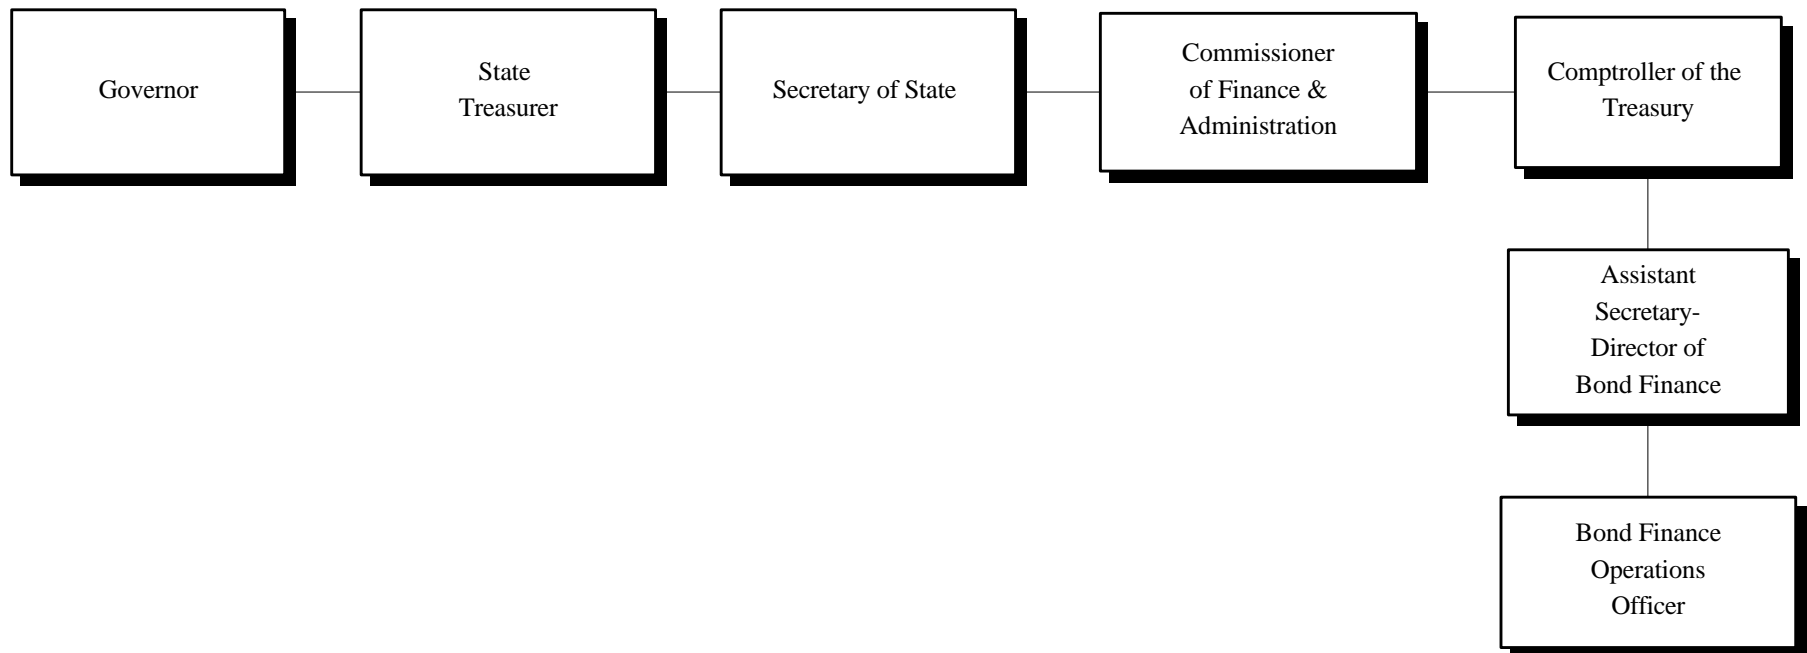 Governor
State
Treasurer
Secretary of State
Commissioner
of Finance &
Administration
Comptroller of the
Treasury
Assistant
Secretary-
Director of
Bond Finance
Bond Finance
Operations
Officer